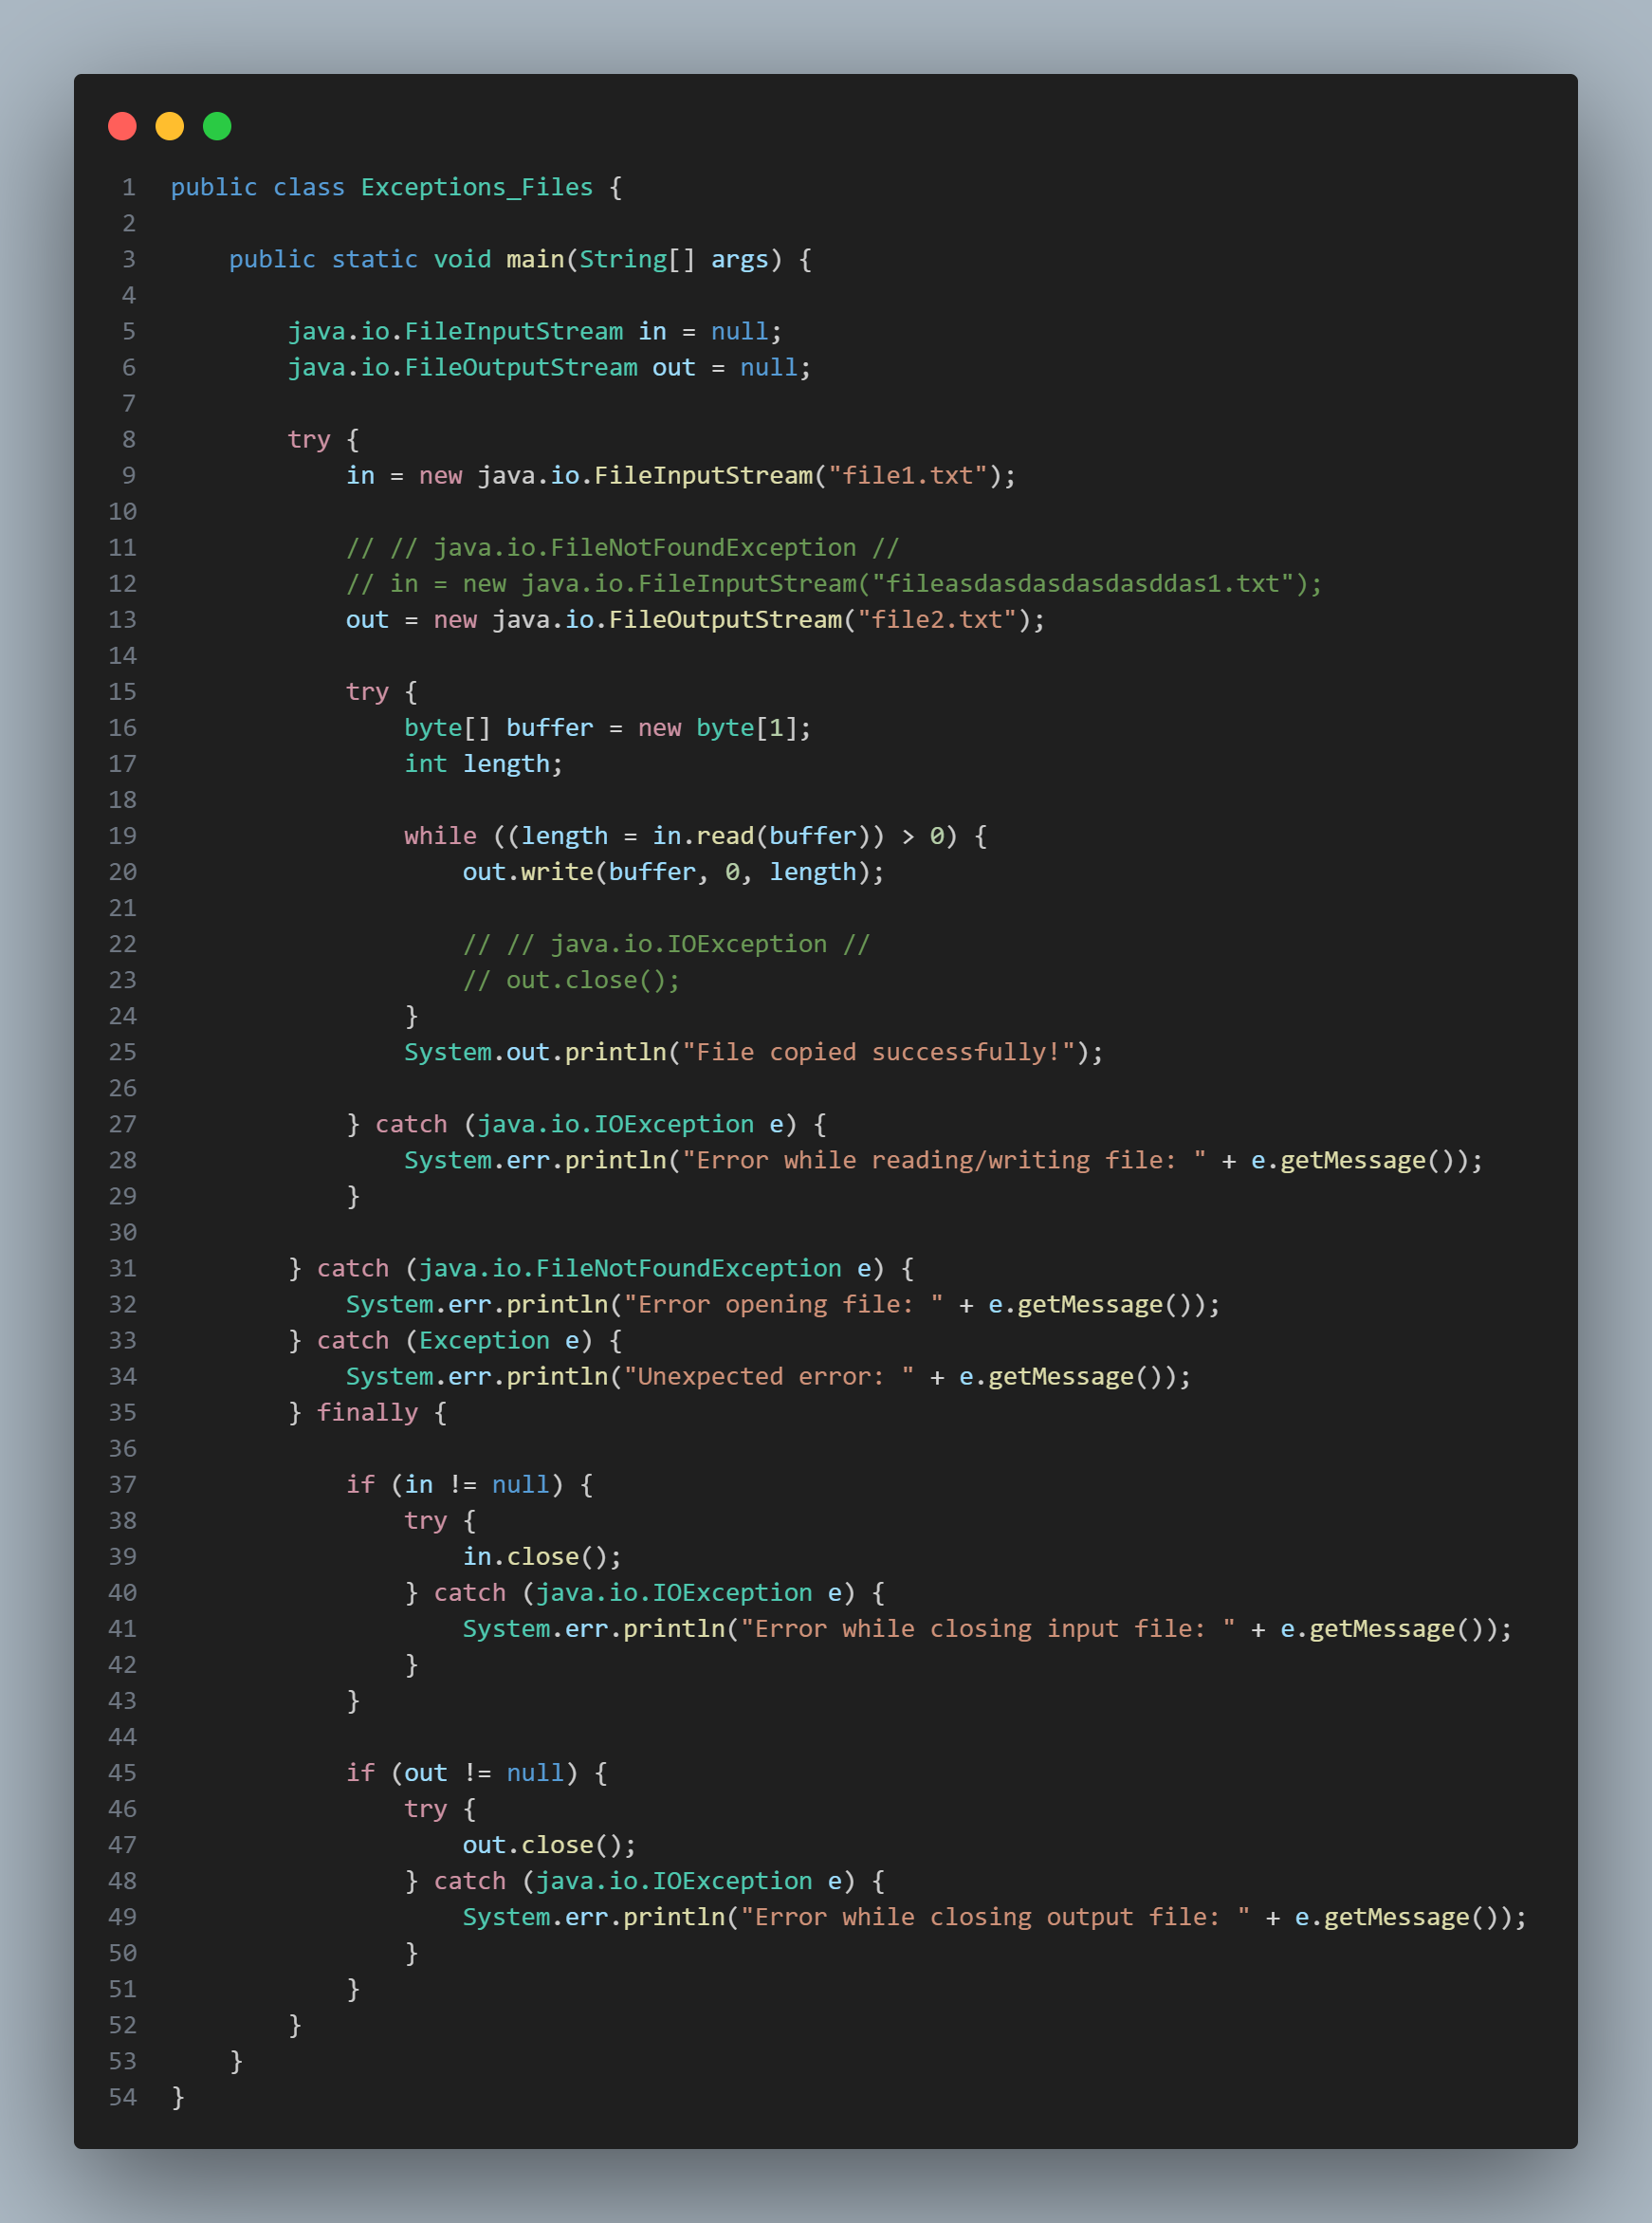 1 public class Exceptions_Files {
2
3     public static void main(String[] args) {
4
5         java.io.FileInputStream in = null;
6         java.io.FileOutputStream out = null;
7
8         try {
9             in = new java.io.FileInputStream("file1.txt");
10
11             // // java.io.FileNotFoundException //
12             // in = new java.io.FileInputStream("fileasdasdasdasdasddas1.txt");
13             out = new java.io.FileOutputStream("file2.txt");
14
15             try {
16                 byte[] buffer = new byte[1];
17                 int length;
18
19                 while ((length = in.read(buffer)) > 0) {
20                     out.write(buffer, 0, length);
21
22                     // // java.io.IOException //
23                     // out.close();
24                 }
25                 System.out.println("File copied successfully!");
26
27             } catch (java.io.IOException e) {
28                 System.err.println("Error while reading/writing file: " + e.getMessage());
29             }
30
31         } catch (java.io.FileNotFoundException e) {
32             System.err.println("Error opening file: " + e.getMessage());
33         } catch (Exception e) {
34             System.err.println("Unexpected error: " + e.getMessage());
35         } finally {
36
37             if (in != null) {
38                 try {
39                     in.close();
40                 } catch (java.io.IOException e) {
41                     System.err.println("Error while closing input file: " + e.getMessage());
42                 }
43             }
44
45             if (out != null) {
46                 try {
47                     out.close();
48                 } catch (java.io.IOException e) {
49                     System.err.println("Error while closing output file: " + e.getMessage());
50                 }
51             }
52         }
53     }
54 }